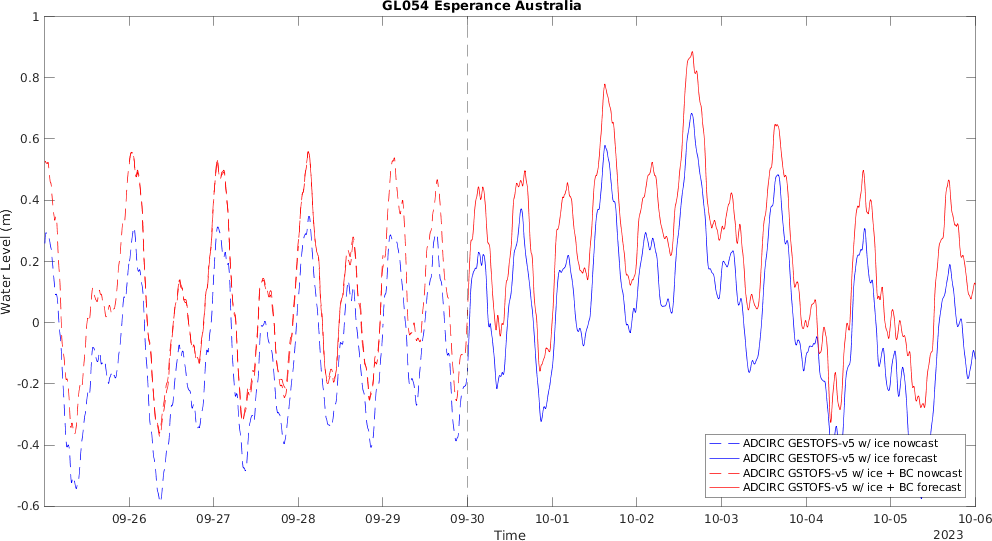 GL054 Esperance Australia
Water Level (m)
1
0.8
0.6
0.4
0.2
0
-0.2
-0.4
-0.6
09-26 09-27 09-28 09-29 09-30 10-01 10-02 10-03 10-04 10-05 10-06
Time
2023
ADCIRC GESTOFS-v5 w/ ice nowcast
ADCIRC GESTOFS-v5 w/ ice forecast
ADCIRC GSTOFS-v5 w/ ice + BC nowcast
ADCIRC GSTOFS-v5 w/ ice + BC forecast